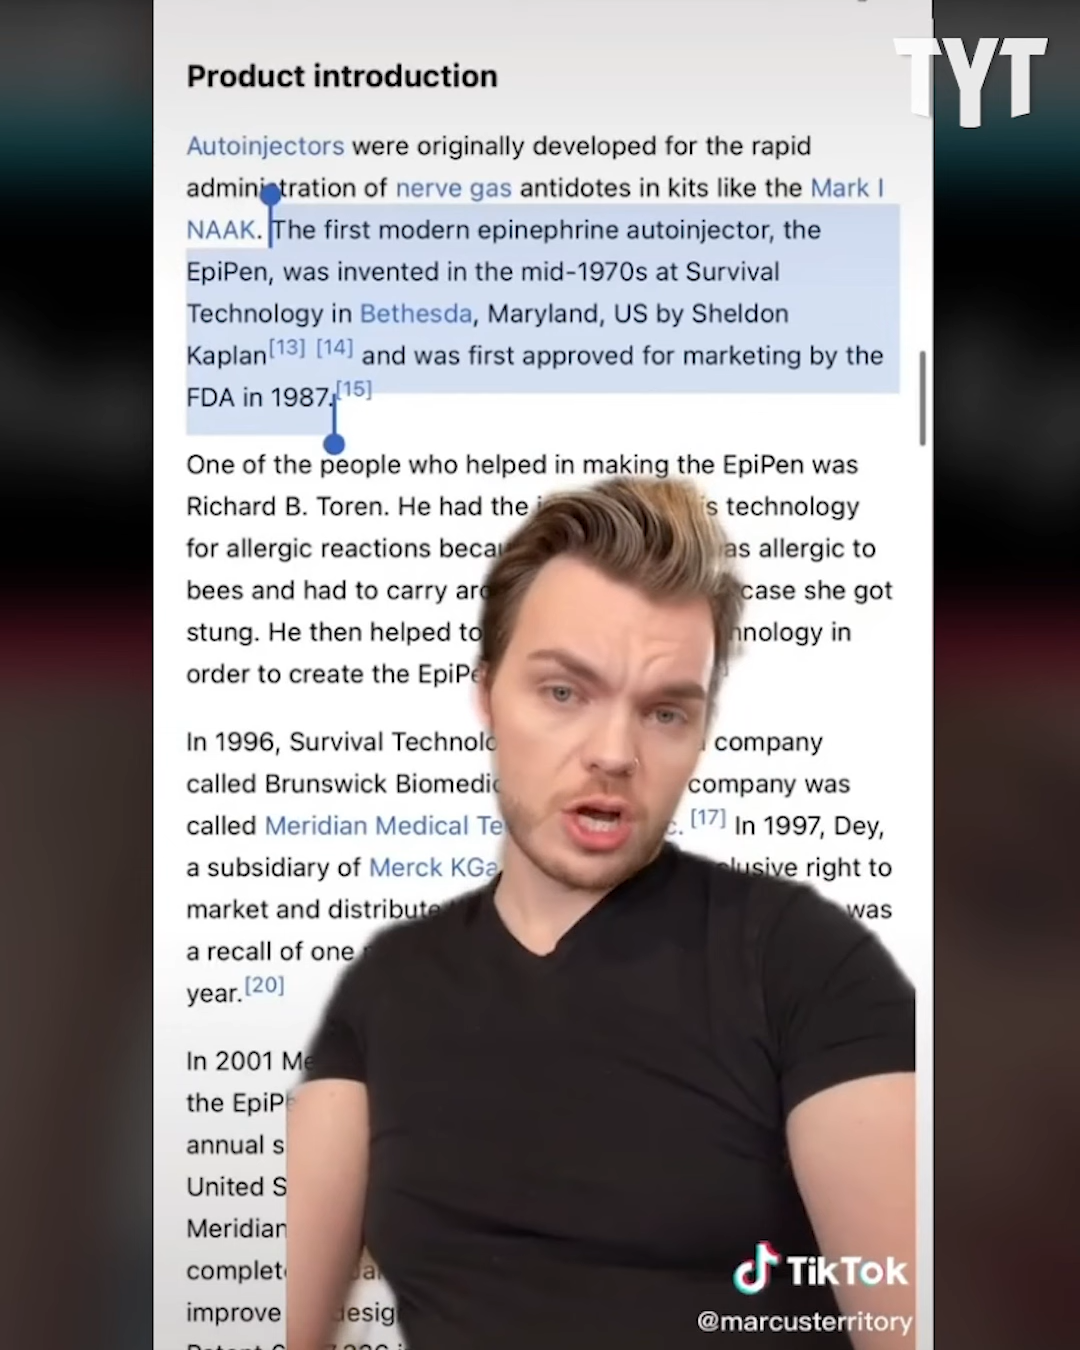 TYT
Product introduction
Autoinjectors were originally developed for the rapid
administration of nerve gas antidotes in kits like the Mark I
NAAK. The first modern epinephrine autoinjector, the
EpiPen, was invented in the mid-1970s at Survival
Technology in Bethesda, Maryland, US by Sheldon
Kaplan[13] [14] and was first approved for marketing by the
FDA in 1987.[15]
One of the people who helped in making the EpiPen was
Richard B. Toren. He had the s technology
for allergic reactions as allergic to
bees and had to carry case she got
stung. He then helped to in
order to create the
In 1996, Survival company
called Brunswick company was
called Meridian Medical [17] In 1997, Dey,
a subsidiary of Merck right to
market and distribute was
a recall of one
year.[20]
In 2001
the
annual
United
Meridian
improve
TikTok
@marcusterritory